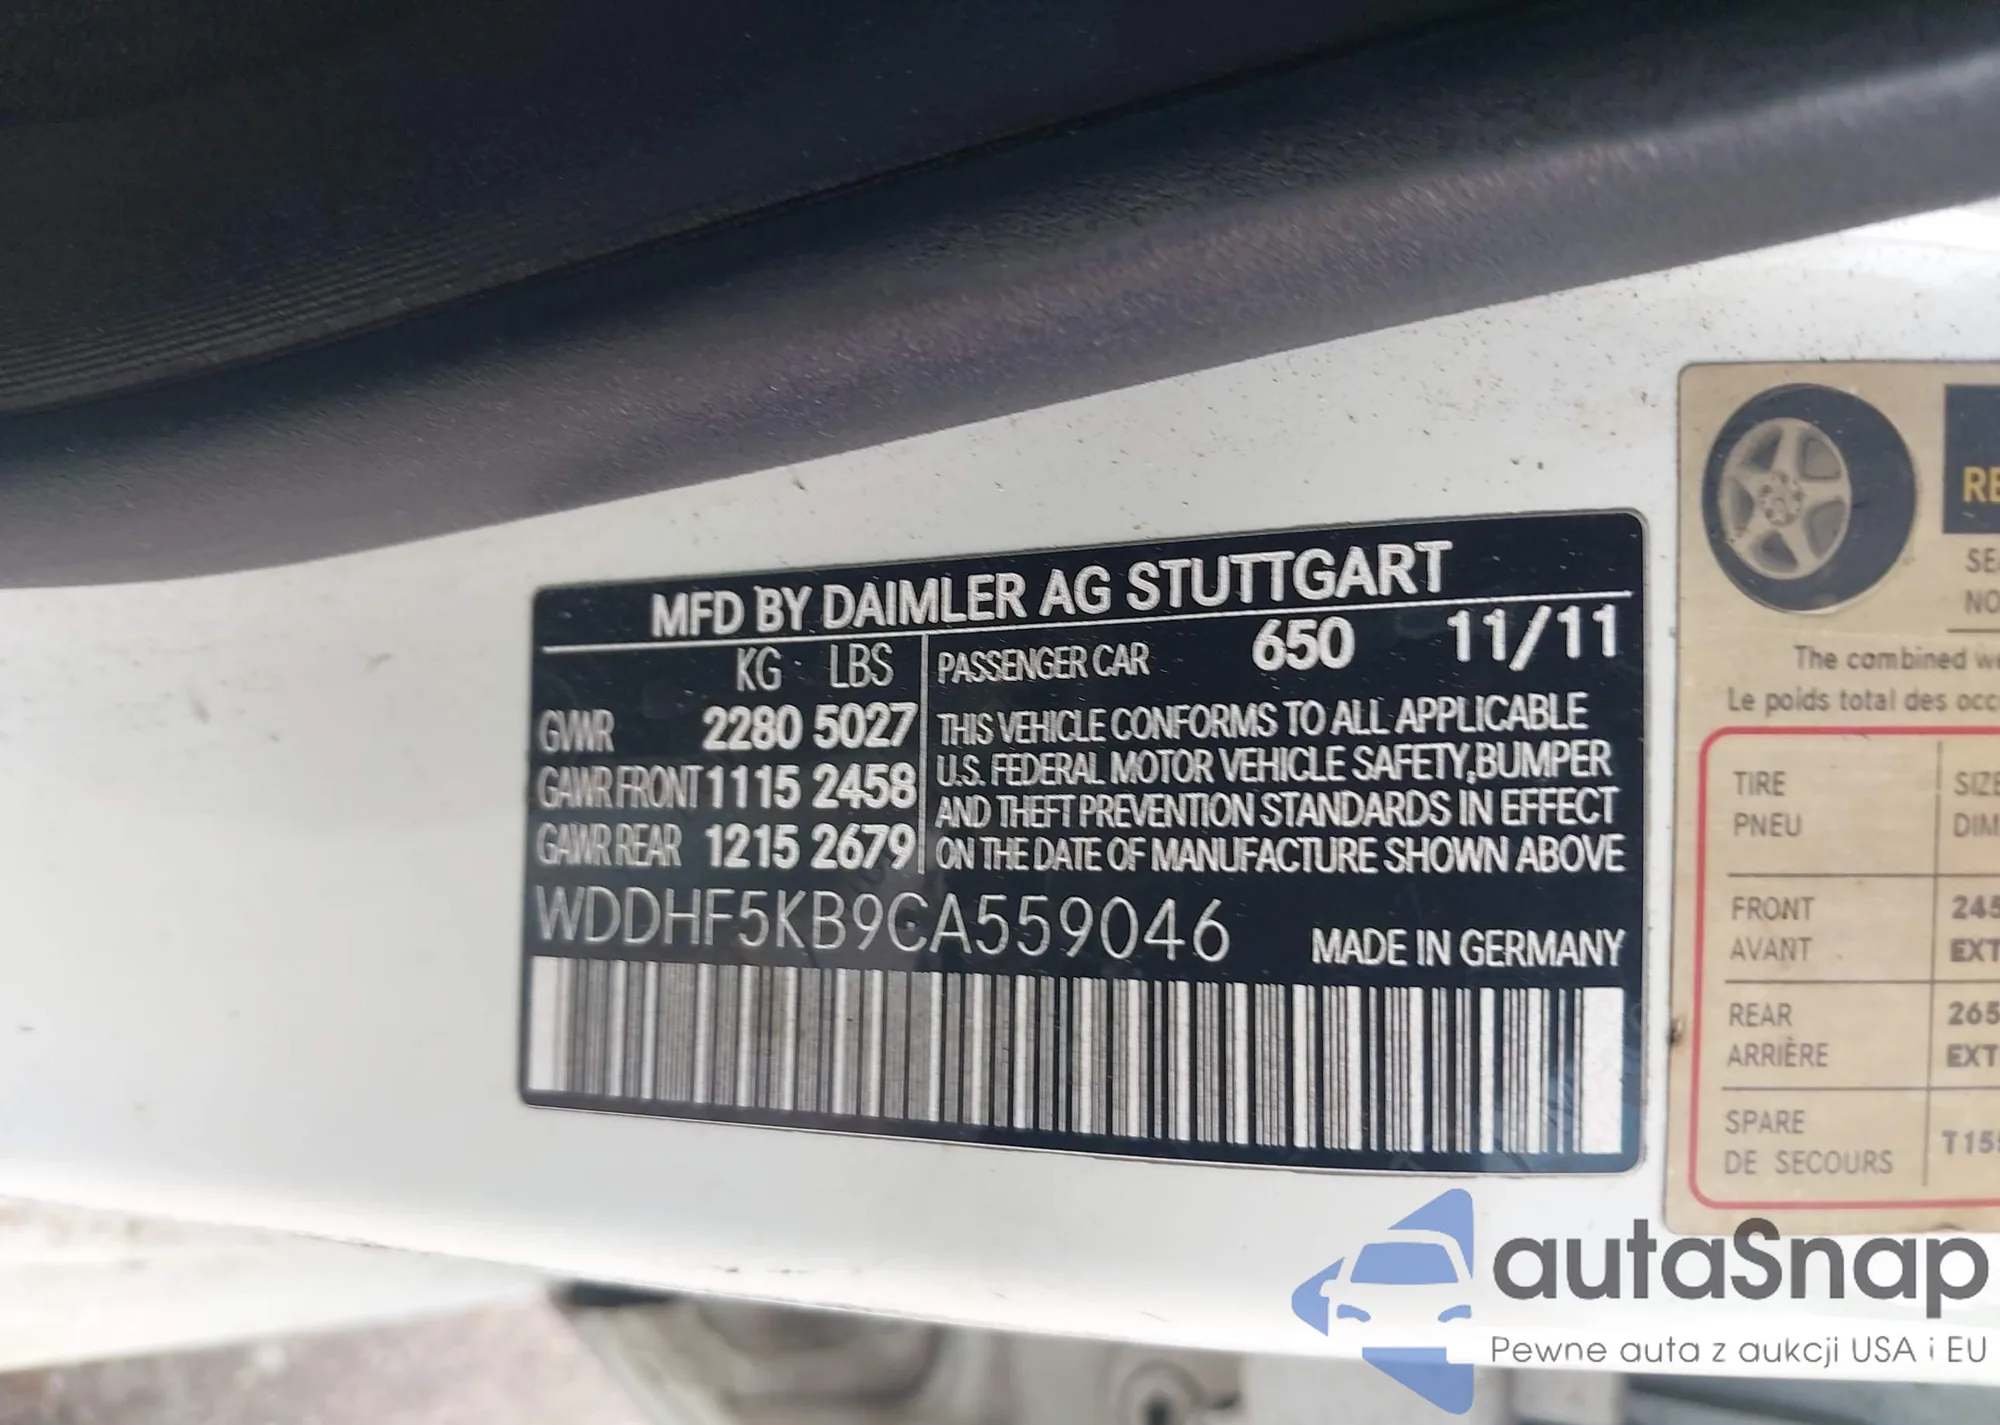 MFD BY DAIMLER AG STUTTGART
KG LBS
GVWR 2280 5027
GAWR FRONT 1115 2458
GAWR REAR 1215 2679
PASSENGER CAR 650 11/11
THIS VEHICLE CONFORMS TO ALL APPLICABLE
U.S. FEDERAL MOTOR VEHICLE SAFETY,BUMPER
AND THEFT PREVENTION STANDARDS IN EFFECT
ON THE DATE OF MANUFACTURE SHOWN ABOVE
WDDHF5KB9CA559046
MADE IN GERMANY
The combined
Le poids total des
TIRE
PNEU
FRONT 245
AVANT
REAR 265
ARRIÈRE
SPARE
DE SECOURS
autaSnap
Pewne auta z aukcji USA i EU